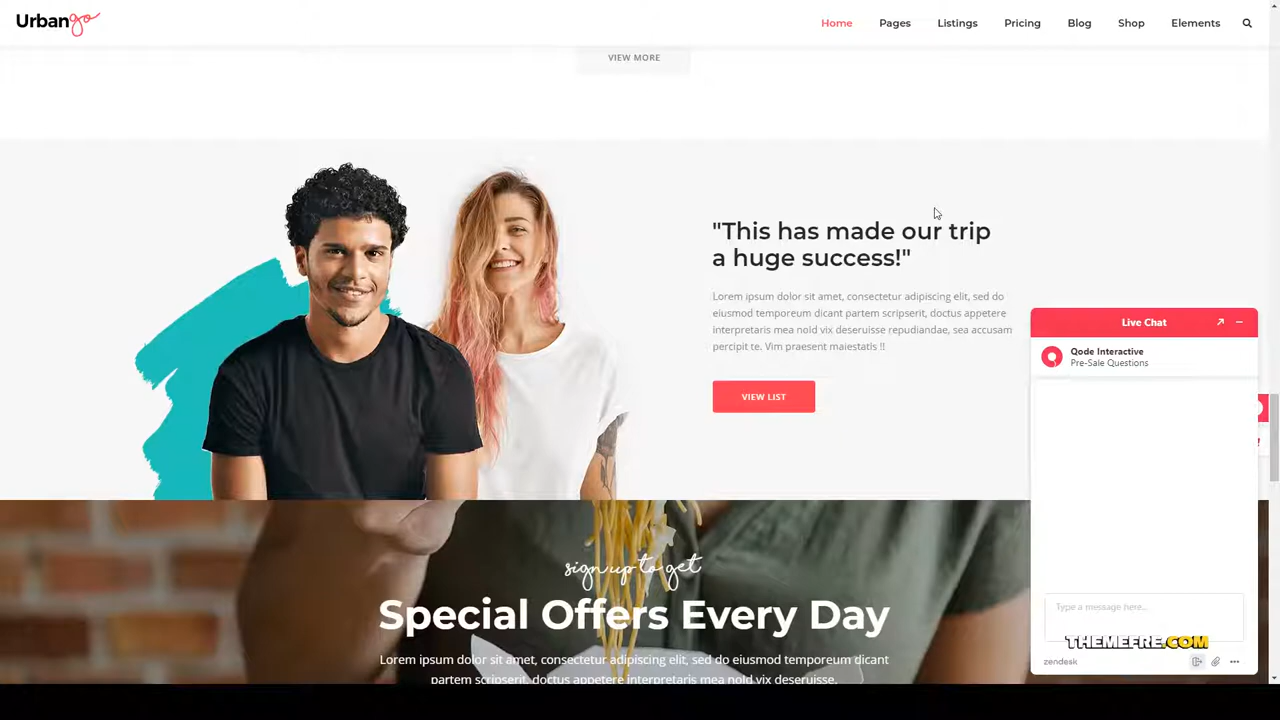 Urbango
Home Pages Listings Pricing Blog Shop Elements
VIEW MORE
"This has made our trip
a huge success!"
Lorem ipsum dolor sit amet, consectetur adipiscing elit, sed do
eiusmod temporeum dicant partem scripserit, doctus appetere
interpretaris mea nold vix deseruisse repudiandae, sea accusam
percipit te. Vim praesent maiestatis !!
VIEW LIST
Live Chat
Qode Interactive
Pre-Sale Questions
Type a message here...
THEMEFRE.COM
zendesk
sign up to get
Special Offers Every Day
Lorem ipsum dolor sit amet, consectetur adipiscing elit, sed do eiusmod temporeum dicant
partem scripserit, doctus appetere interpretaris mea nold vix deseruisse.